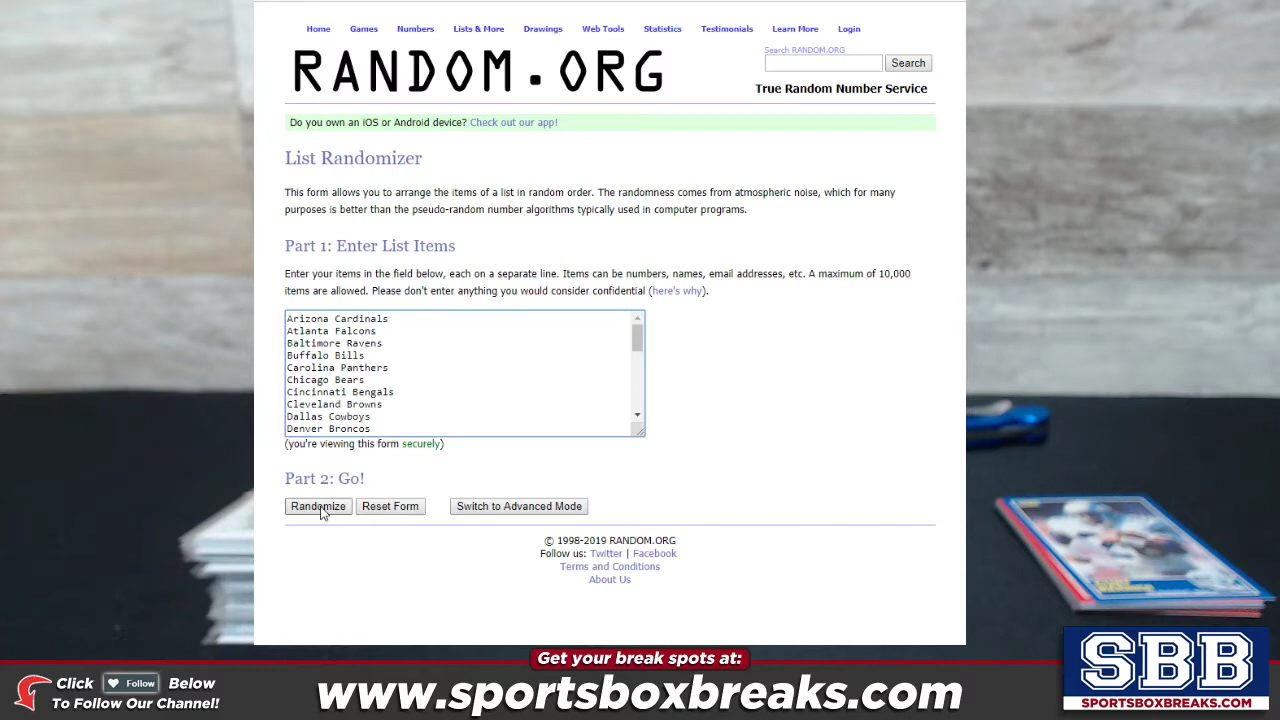 Home Games Numbers Lists & More Drawings Web Tools Statistics Testimonials Learn More Login
RANDOM.ORG
Search RANDOM.ORG
Search
True Random Number Service
Do you own an iOS or Android device? Check out our app!
List Randomizer
This form allows you to arrange the items of a list in random order. The randomness comes from atmospheric noise, which for many
purposes is better than the pseudo-random number algorithms typically used in computer programs.
Part 1: Enter List Items
Enter your items in the field below, each on a separate line. Items can be numbers, names, email addresses, etc. A maximum of 10,000
items are allowed. Please don't enter anything you would consider confidential (here's why).
Arizona Cardinals
Atlanta Falcons
Baltimore Ravens
Buffalo Bills
Carolina Panthers
Chicago Bears
Cincinnati Bengals
Cleveland Browns
Dallas Cowboys
Denver Broncos
(you're viewing this form securely)
Part 2: Go!
Randomize Reset Form Switch to Advanced Mode
© 1998-2019 RANDOM.ORG
Follow us: Twitter | Facebook
Terms and Conditions
About Us
Get your break spots at:
Click Follow Below
To Follow Our Channel!
www.sportsboxbreaks.com
SBB
SPORTSBOXBREAKS.COM